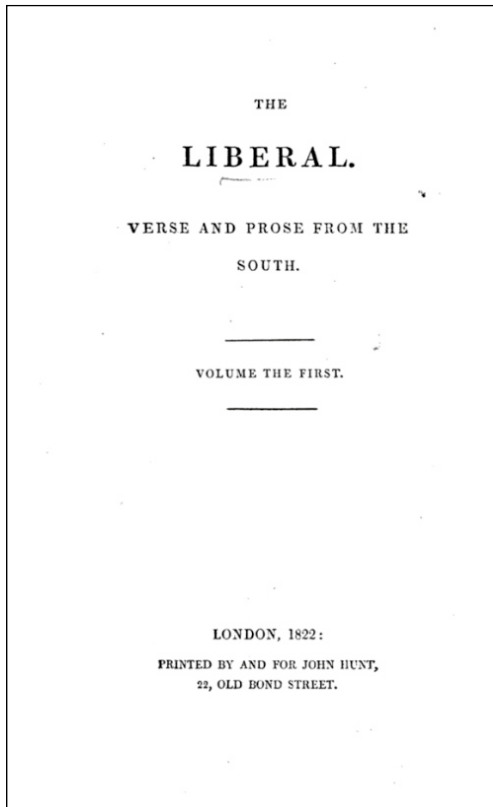 THE
LIBERAL.
VERSE AND PROSE FROM THE
SOUTH.
VOLUME THE FIRST.
LONDON, 1822:
PRINTED BY AND FOR JOHN HUNT,
22, OLD BOND STREET.